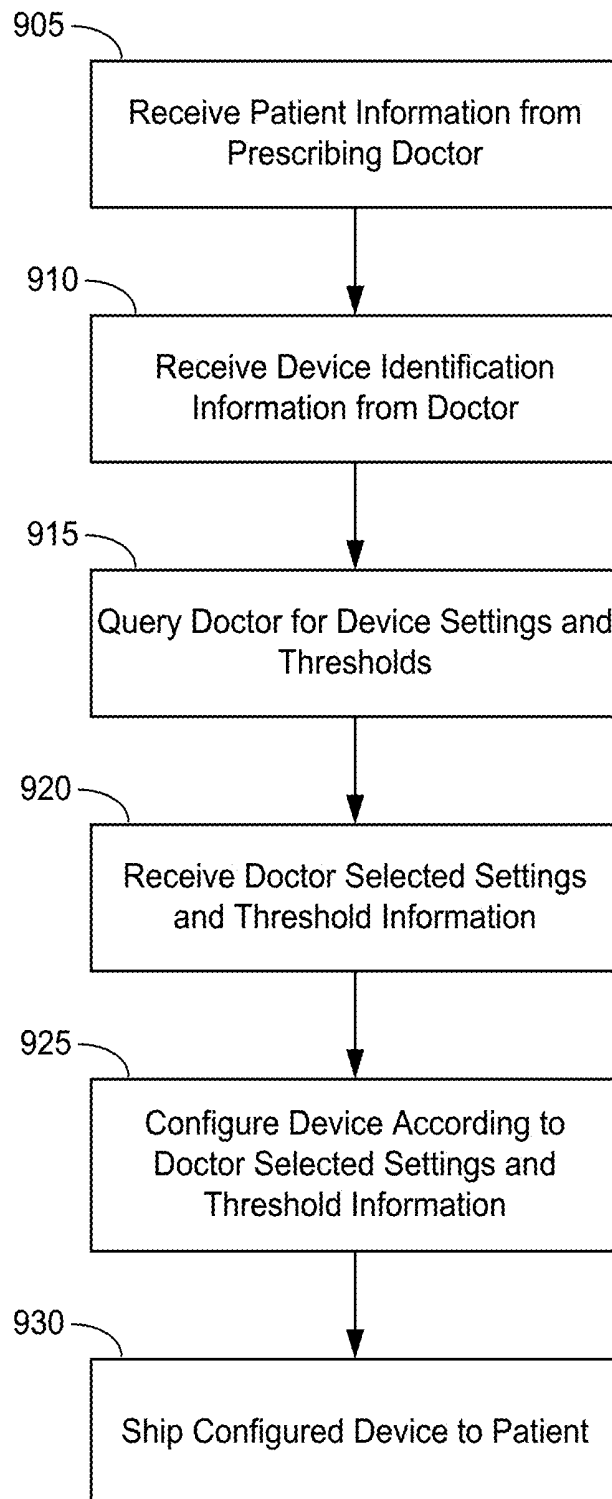 905
Receive Patient Information from
Prescribing Doctor
910
Receive Device Identification
Information from Doctor
915
Query Doctor for Device Settings and
Thresholds
920
Receive Doctor Selected Settings
and Threshold Information
925
Configure Device According to
Doctor Selected Settings and
Threshold Information
930
Ship Configured Device to Patient